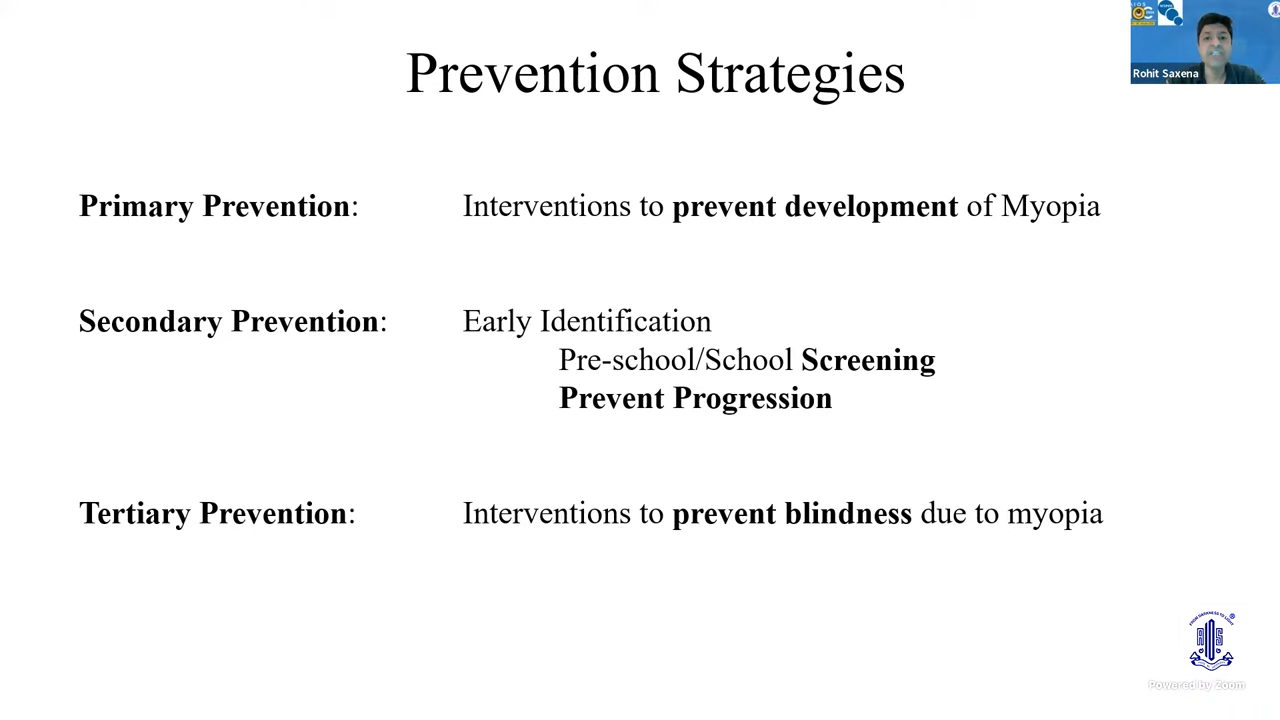 Prevention Strategies
Rohit Saxena
Primary Prevention: Interventions to prevent development of Myopia
Secondary Prevention: Early Identification
Pre-school/School Screening
Prevent Progression
Tertiary Prevention: Interventions to prevent blindness due to myopia
Powered by Zoom